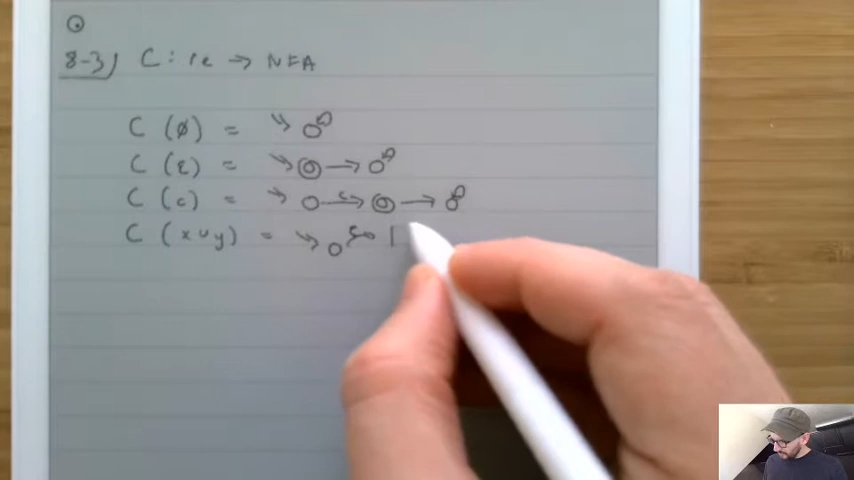 8-3) C : re → NFA
C (∅) =
C (ε) =
C (c) = c
C (x ∪ y) = ε